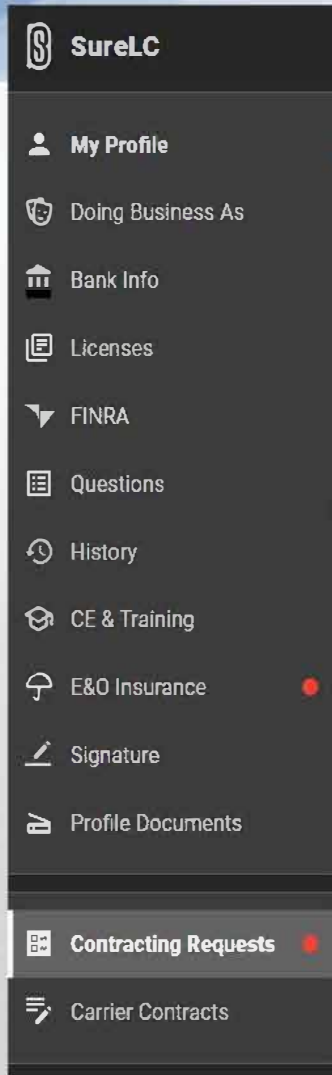 SureLC
My Profile
Doing Business As
Bank Info
Licenses
FINRA
Questions
History
CE & Training
E&O Insurance
Signature
Profile Documents
Contracting Requests
Carrier Contracts